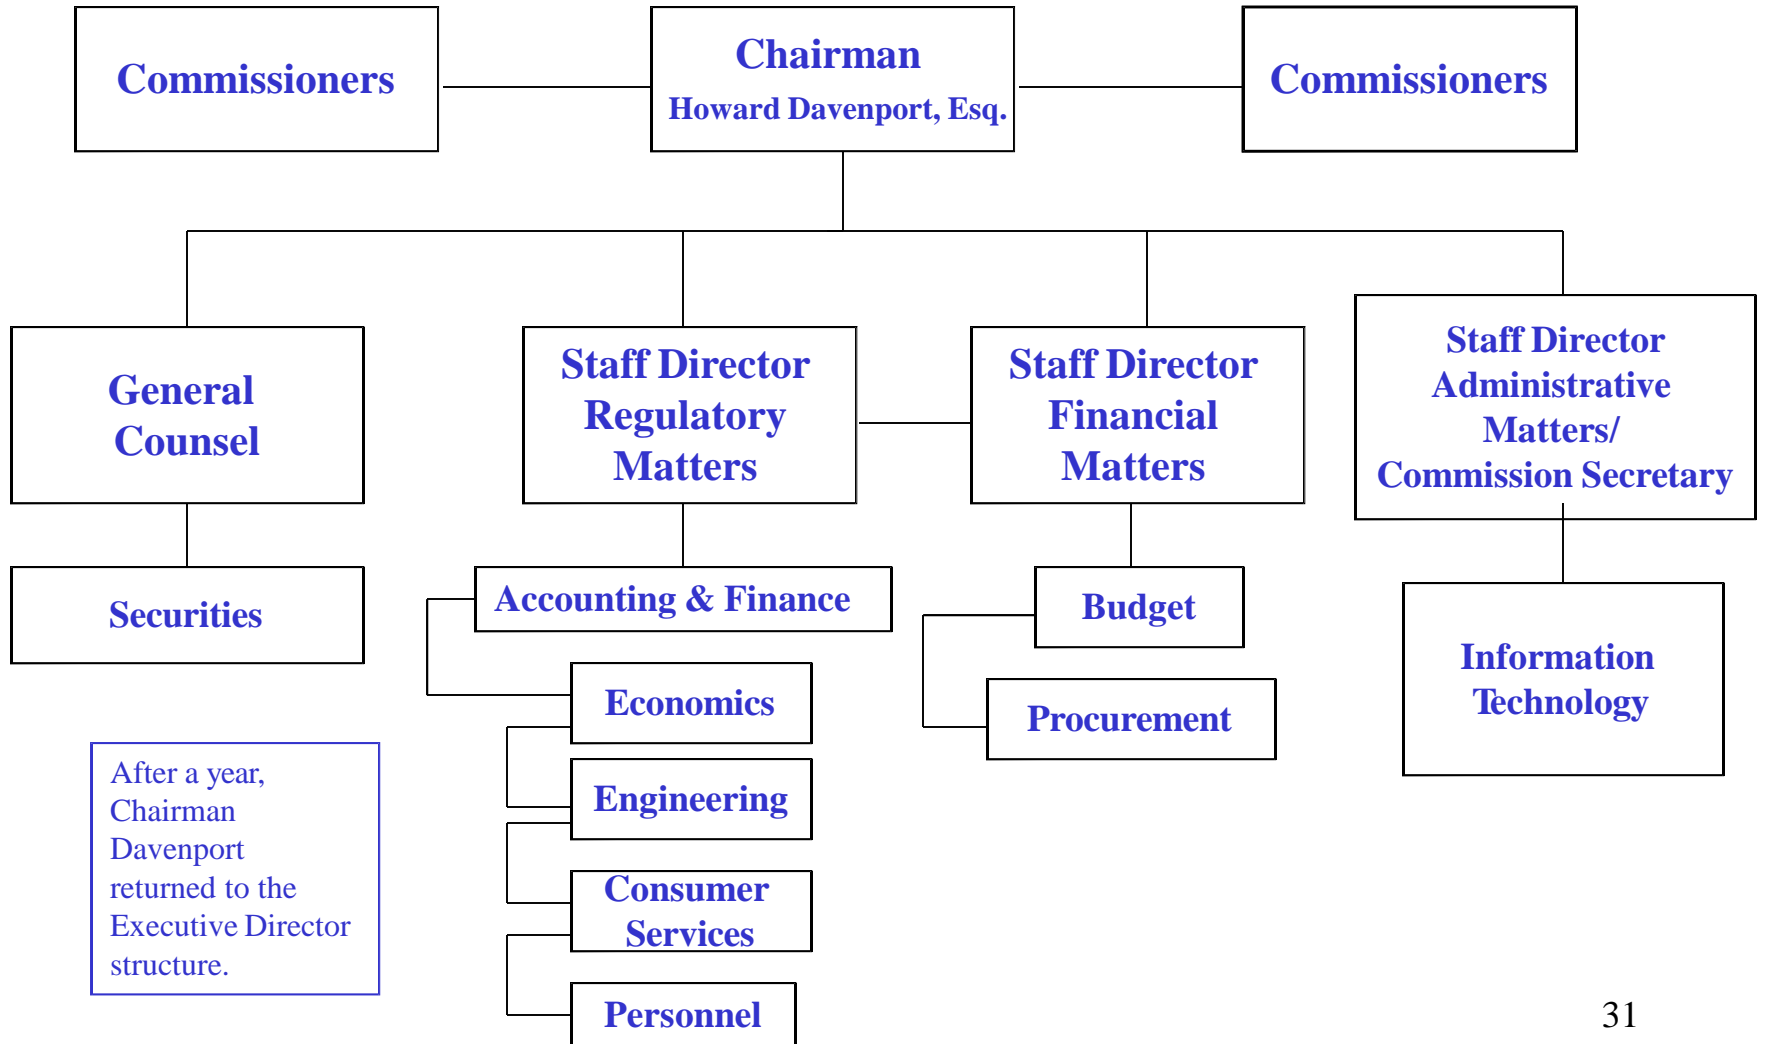 Commissioners
Chairman
Howard Davenport, Esq.
Commissioners
General
Counsel
Staff Director
Regulatory
Matters
Staff Director
Financial
Matters
Staff Director
Administrative
Matters/
Commission Secretary
Securities
Accounting & Finance
Economics
Engineering
Consumer
Services
Personnel
Budget
Procurement
Information
Technology
After a year,
Chairman
Davenport
returned to the
Executive Director
structure.
31